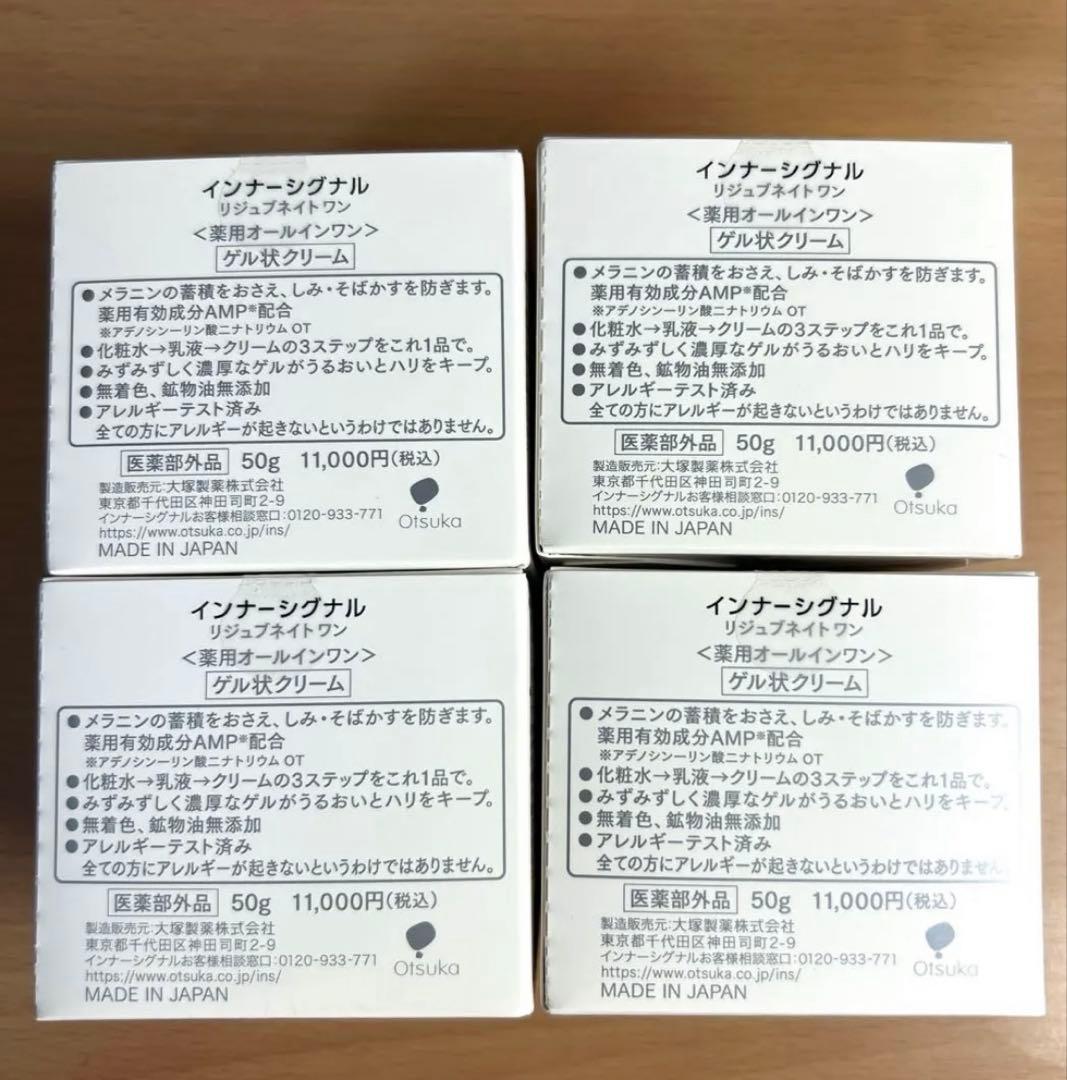 インナーシグナル
リジュブネイトワン
＜薬用オールインワン＞
ゲル状クリーム
●メラニンの蓄積をおさえ、しみ・そばかすを防ぎます。
薬用有効成分AMP※配合
※アデノシン一リン酸二ナトリウム OT
●化粧水→乳液→クリームの3ステップをこれ1品で。
●みずみずしく濃厚なゲルがうるおいとハリをキープ。
●無着色、鉱物油無添加
●アレルギーテスト済み
全ての方にアレルギーが起きないというわけではありません。
医薬部外品 50g 11,000円(税込)
製造販売元:大塚製薬株式会社
東京都千代田区神田司町2-9
インナーシグナルお客様相談窓口:0120-933-771
https://www.otsuka.co.jp/ins/
MADE IN JAPAN
Otsuka
インナーシグナル
リジュブネイトワン
＜薬用オールインワン＞
ゲル状クリーム
●メラニンの蓄積をおさえ、しみ・そばかすを防ぎます。
薬用有効成分AMP※配合
※アデノシン一リン酸二ナトリウム OT
●化粧水→乳液→クリームの3ステップをこれ1品で。
●みずみずしく濃厚なゲルがうるおいとハリをキープ。
●無着色、鉱物油無添加
●アレルギーテスト済み
全ての方にアレルギーが起きないというわけではありません。
医薬部外品 50g 11,000円(税込)
製造販売元:大塚製薬株式会社
東京都千代田区神田司町2-9
インナーシグナルお客様相談窓口:0120-933-771
https://www.otsuka.co.jp/ins/
MADE IN JAPAN
Otsuka
インナーシグナル
リジュブネイトワン
＜薬用オールインワン＞
ゲル状クリーム
●メラニンの蓄積をおさえ、しみ・そばかすを防ぎます。
薬用有効成分AMP※配合
※アデノシン一リン酸二ナトリウム OT
●化粧水→乳液→クリームの3ステップをこれ1品で。
●みずみずしく濃厚なゲルがうるおいとハリをキープ。
●無着色、鉱物油無添加
●アレルギーテスト済み
全ての方にアレルギーが起きないというわけではありません。
医薬部外品 50g 11,000円(税込)
製造販売元:大塚製薬株式会社
東京都千代田区神田司町2-9
インナーシグナルお客様相談窓口:0120-933-771
https://www.otsuka.co.jp/ins/
MADE IN JAPAN
Otsuka
インナーシグナル
リジュブネイトワン
＜薬用オールインワン＞
ゲル状クリーム
●メラニンの蓄積をおさえ、しみ・そばかすを防ぎます。
薬用有効成分AMP※配合
※アデノシン一リン酸二ナトリウム OT
●化粧水→乳液→クリームの3ステップをこれ1品で。
●みずみずしく濃厚なゲルがうるおいとハリをキープ。
●無着色、鉱物油無添加
●アレルギーテスト済み
全ての方にアレルギーが起きないというわけではありません。
医薬部外品 50g 11,000円(税込)
製造販売元:大塚製薬株式会社
東京都千代田区神田司町2-9
インナーシグナルお客様相談窓口:0120-933-771
https://www.otsuka.co.jp/ins/
MADE IN JAPAN
Otsuka